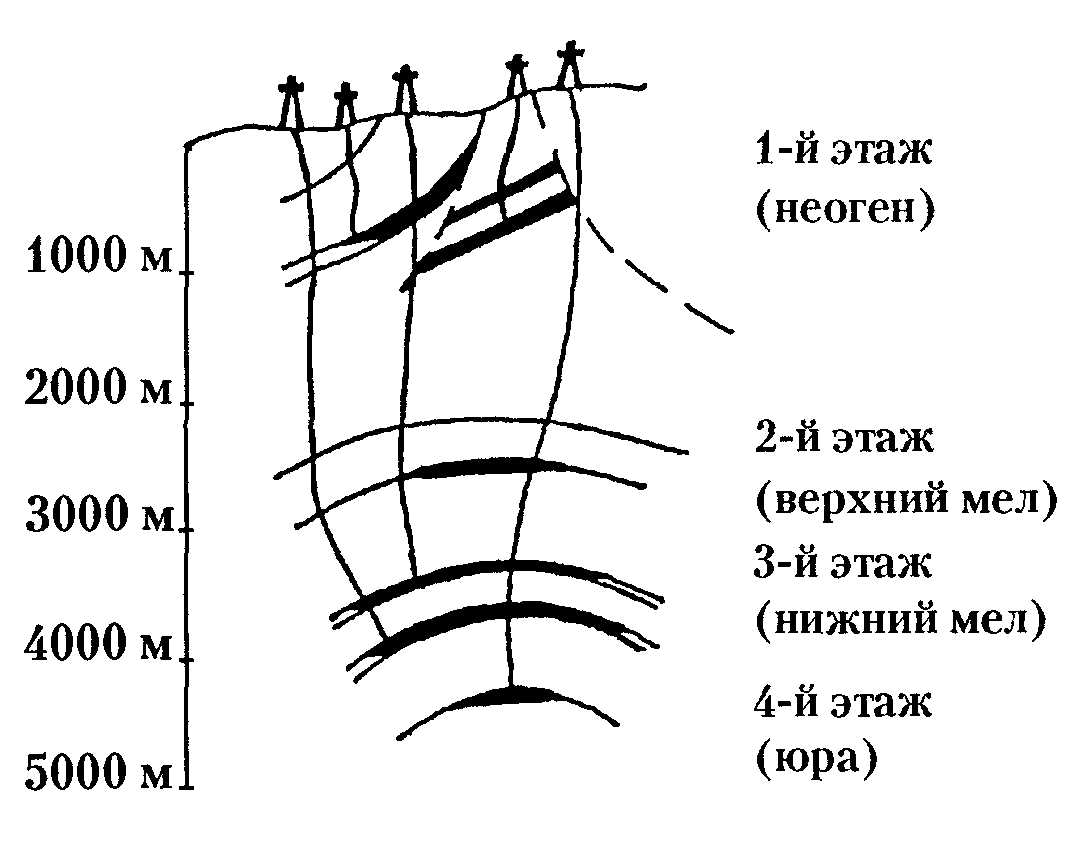 1-й этаж
(неоген)
1000 м
2000 м
2-й этаж
(верхний мел)
3000 м
3-й этаж
(нижний мел)
4000 м
4-й этаж
(юра)
5000 м